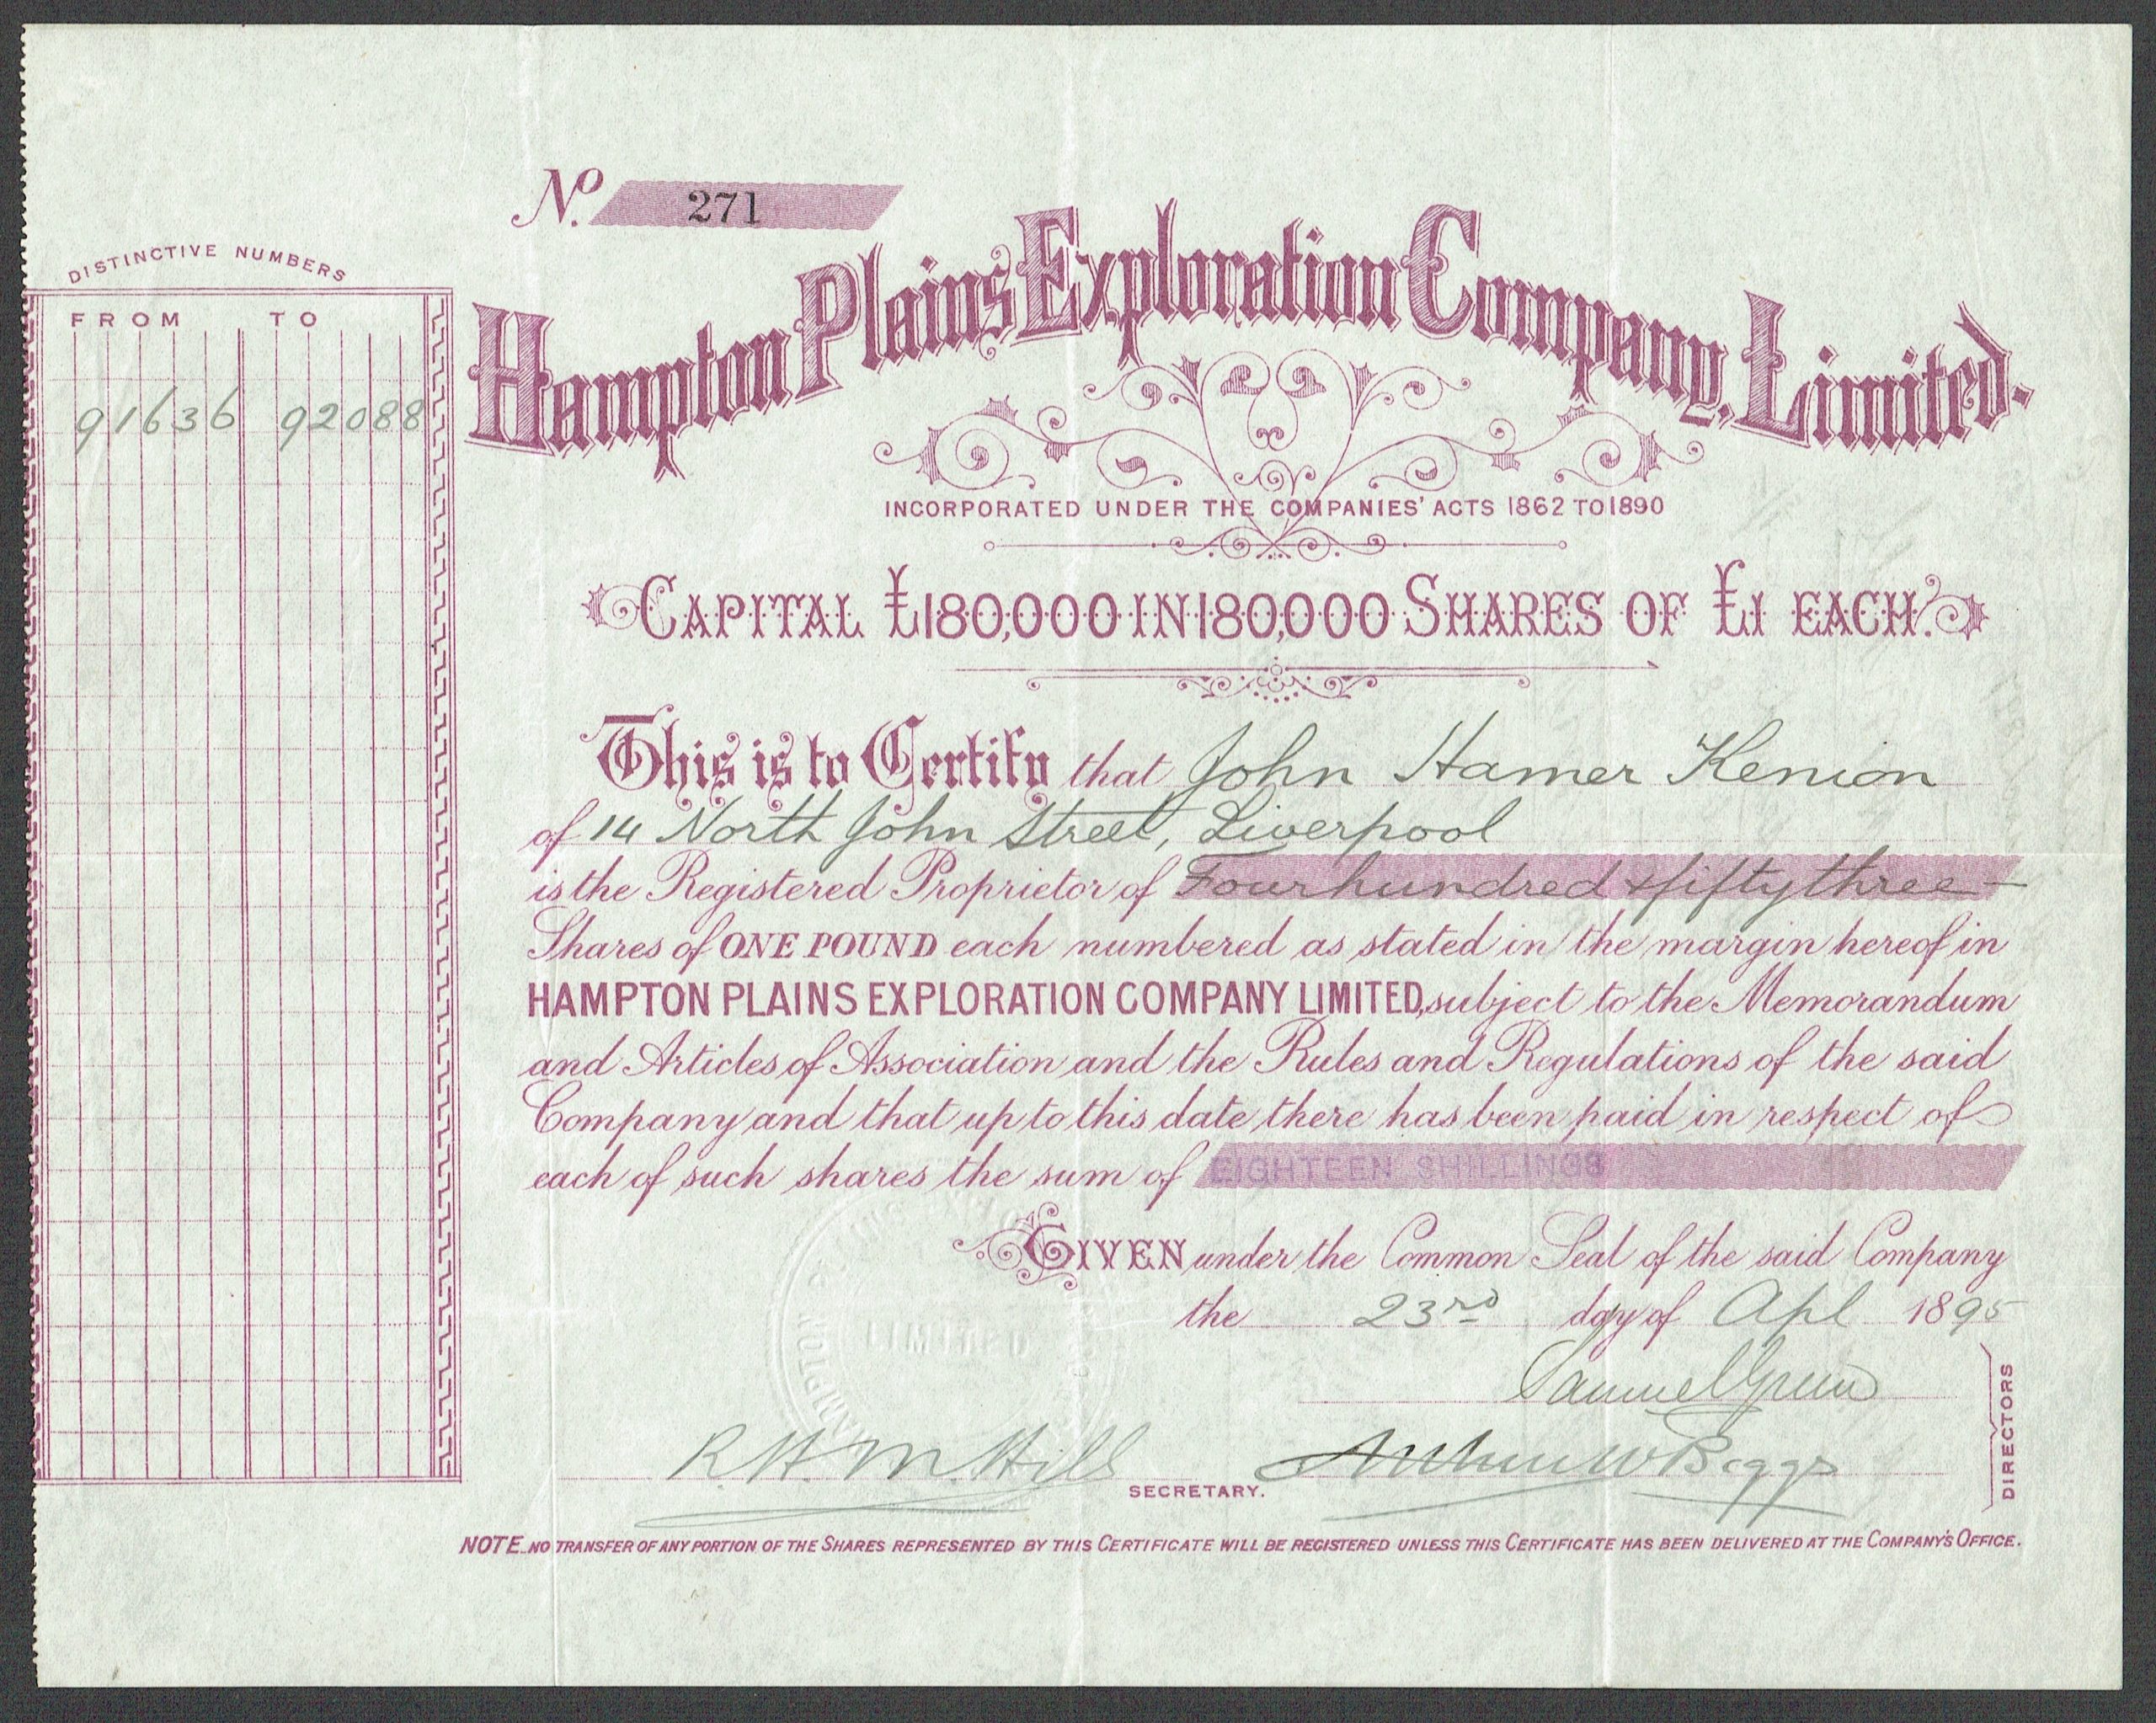 No. 271
DISTINCTIVE NUMBERS
FROM TO
91636 92088
Hampton Plains Exploration Company, Limited.
INCORPORATED UNDER THE COMPANIES' ACTS 1862 TO 1890
CAPITAL £180,000 IN 180,000 SHARES OF £1 EACH.
This is to Certify that John Hamer Kenion
of 14 North John Street, Liverpool
is the Registered Proprietor of Four hundred & fifty three
Shares of ONE POUND each numbered as stated in the margin hereof in
HAMPTON PLAINS EXPLORATION COMPANY LIMITED, subject to the Memorandum
and Articles of Association and the Rules and Regulations of the said
Company and that up to this date there has been paid in respect of
each of such shares the sum of EIGHTEEN SHILLINGS
GIVEN under the Common Seal of the said Company
the 23rd day of Apl 1895
LIMITED
Samuel Green
R. H. M. Hill
SECRETARY.
Arthur W Beggs
DIRECTORS
NOTE. NO TRANSFER OF ANY PORTION OF THE SHARES REPRESENTED BY THIS CERTIFICATE WILL BE REGISTERED UNLESS THIS CERTIFICATE HAS BEEN DELIVERED AT THE COMPANY'S OFFICE.